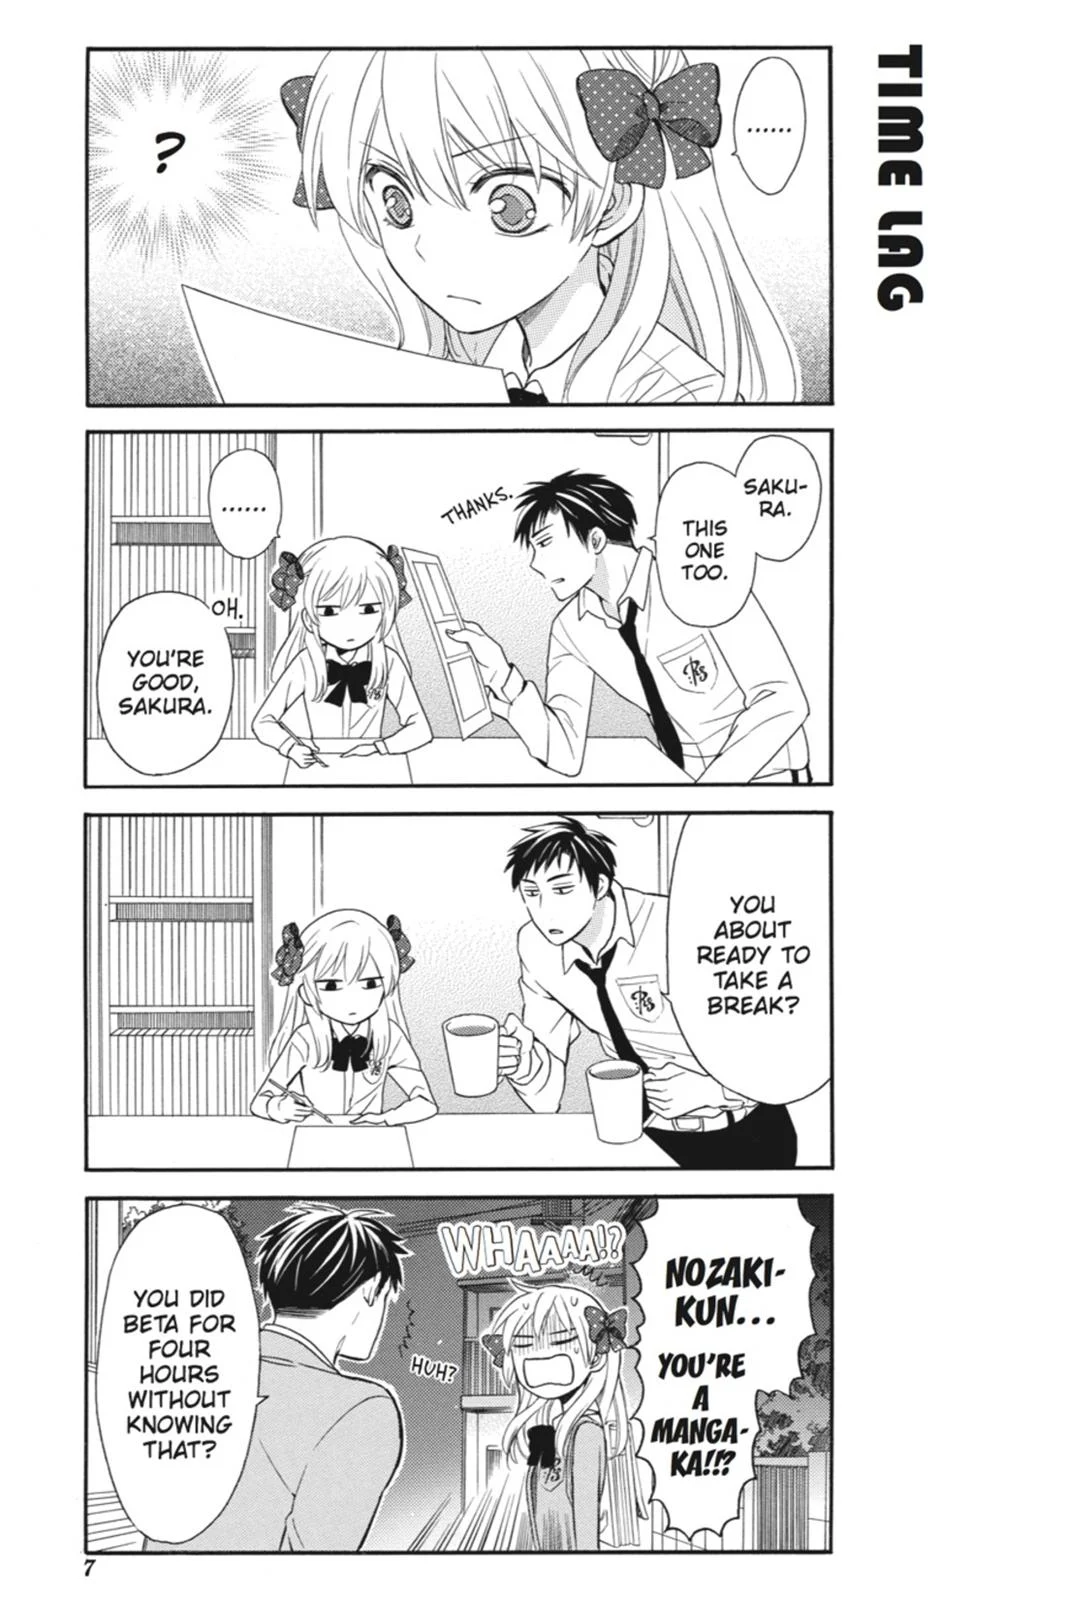 TIME LAG
......
?
SAKU-
RA.
THIS
ONE
TOO.
THANKS.
......
OH.
YOU'RE
GOOD,
SAKURA.
YOU
ABOUT
READY TO
TAKE A
BREAK?
NOZAKI-
KUN...
YOU'RE
A
MANGA-
KA!!?
WHAAAA!?
HUH?
YOU DID
BETA FOR
FOUR
HOURS
WITHOUT
KNOWING
THAT?
7